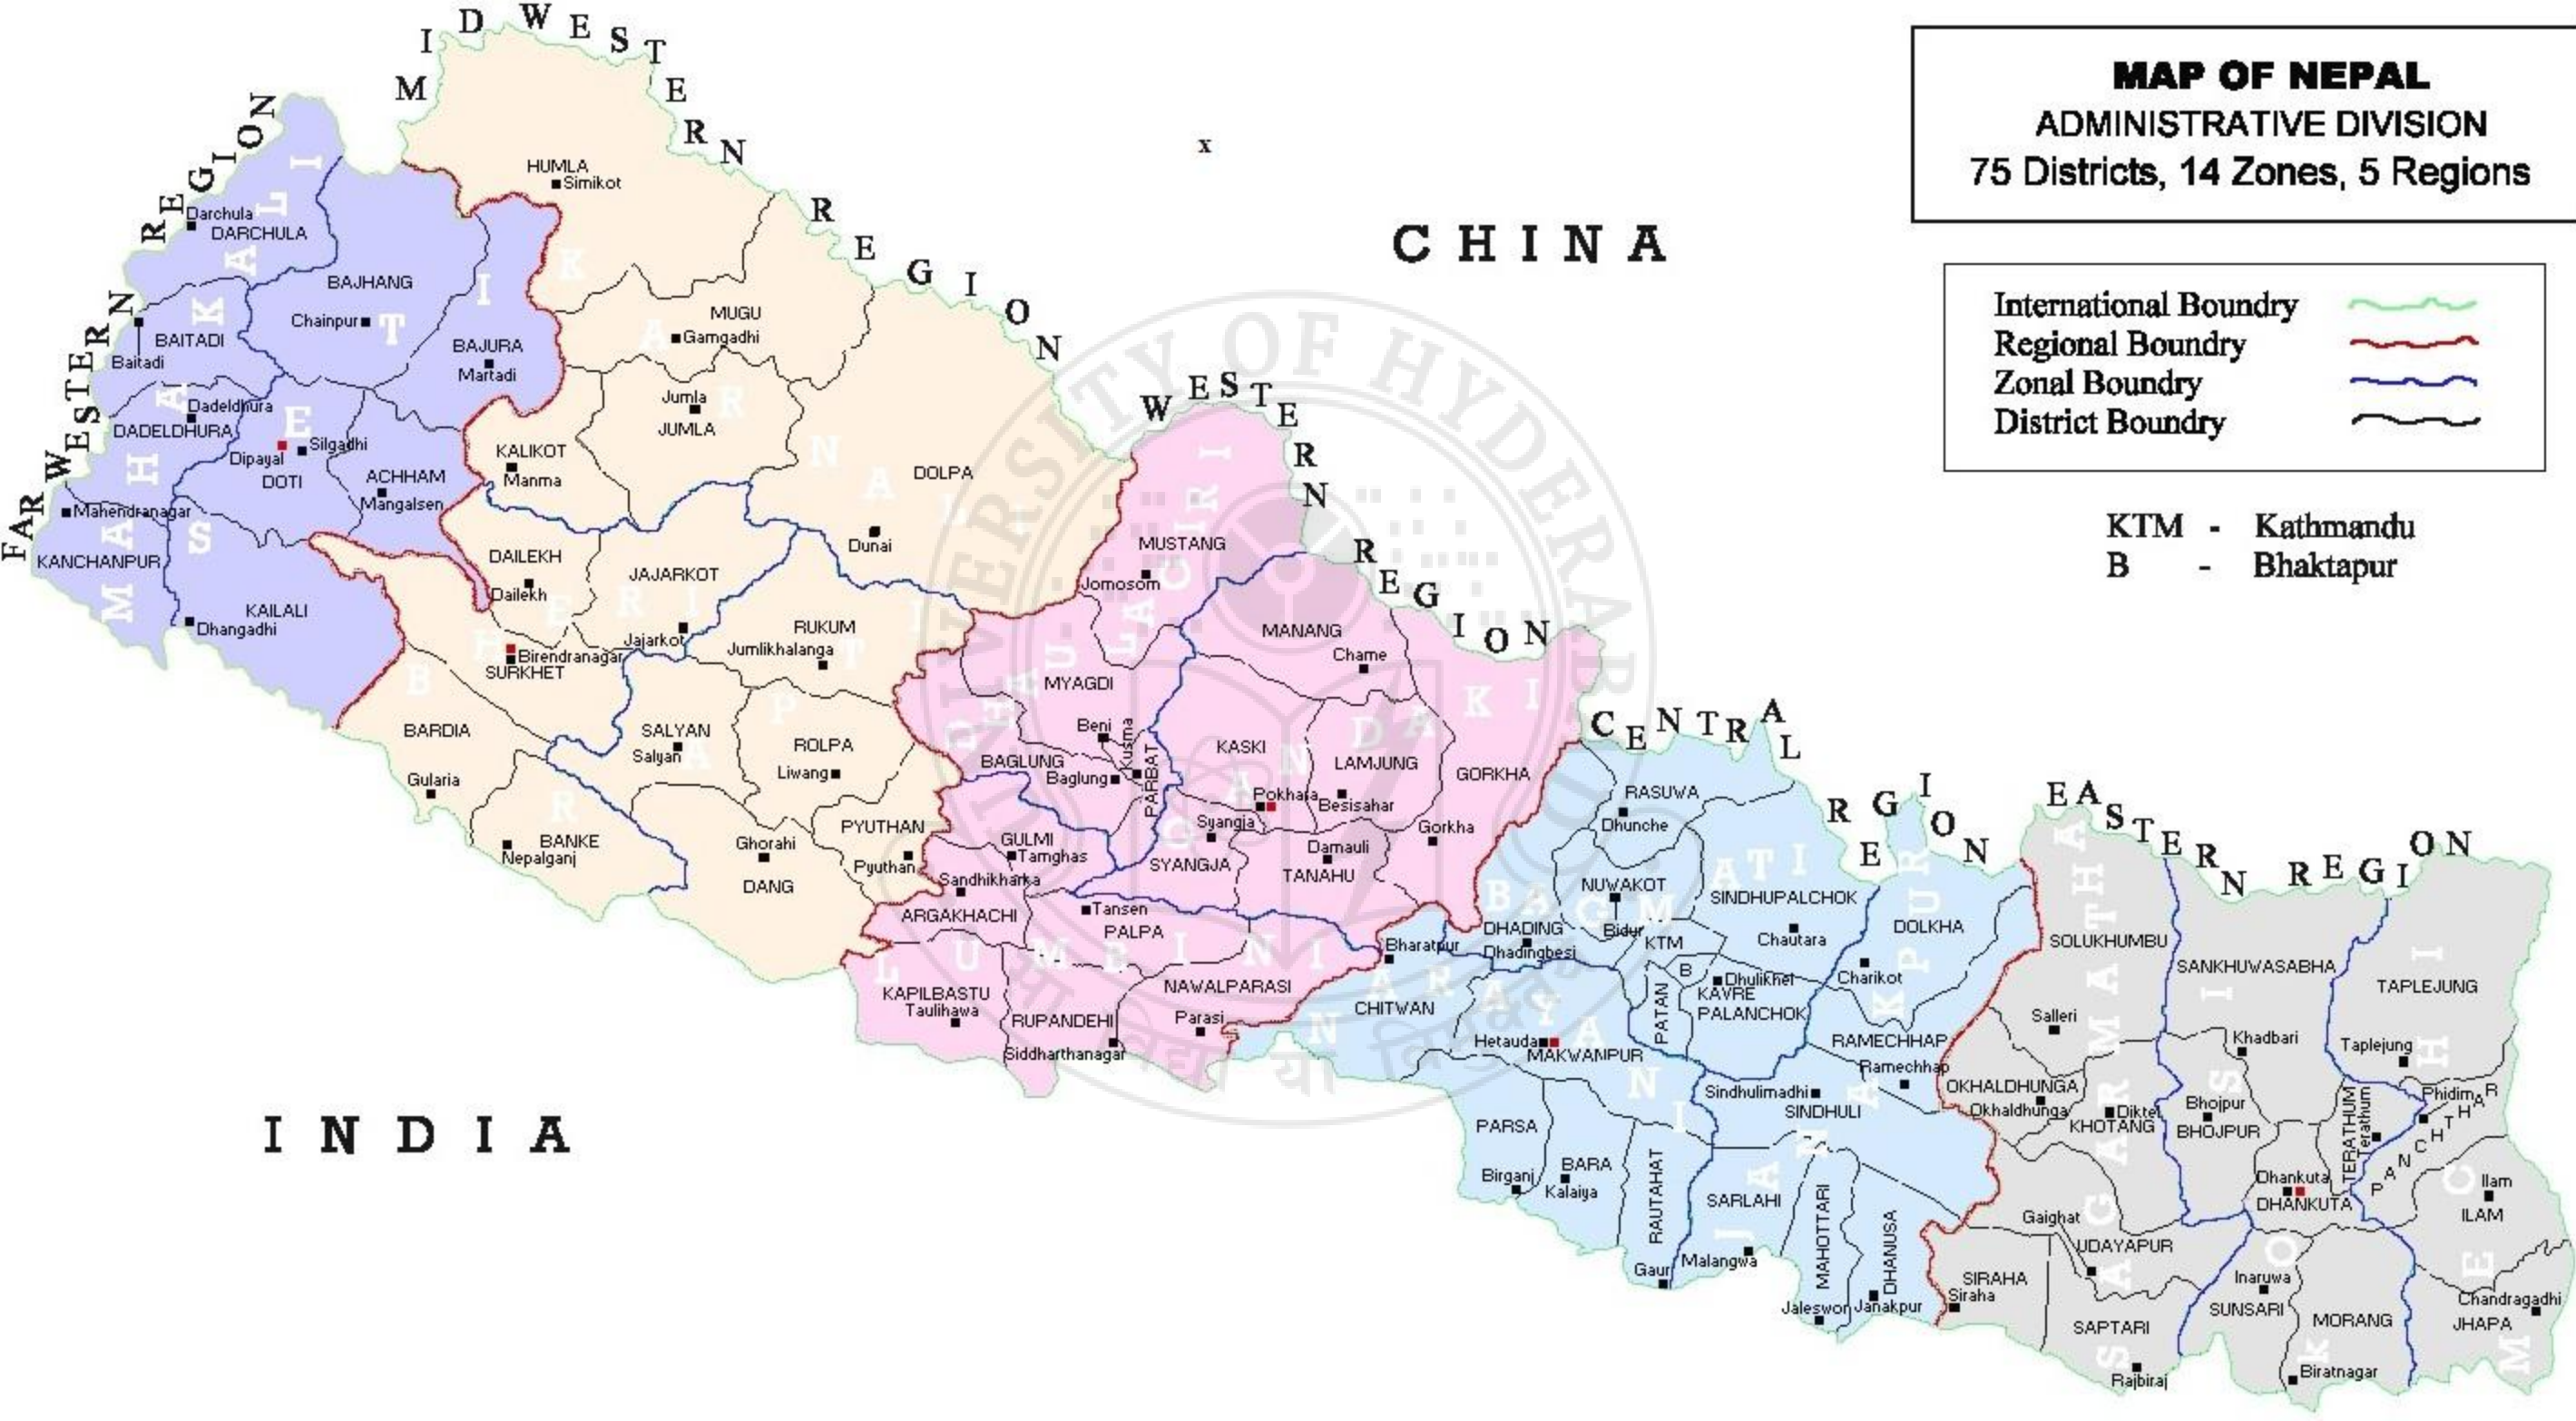 MAP OF NEPAL
ADMINISTRATIVE DIVISION
75 Districts, 14 Zones, 5 Regions
International Boundry
Regional Boundry
Zonal Boundry
District Boundry
KTM - Kathmandu
B - Bhaktapur
CHINA
x
INDIA
FAR WESTERN REGION
MAHAKALI
Darchula
DARCHULA
BAITADI
Baitadi
Dadeldhura
DADELDHURA
Mahendranagar
KANCHANPUR
SETI
BAJHANG
Chainpur
BAJURA
Martadi
Silgadhi
Dipayal
DOTI
ACHHAM
Mangalsen
KAILALI
Dhangadhi
MID WESTERN REGION
KARNALI
HUMLA
Simikot
MUGU
Gamgadhi
Jumla
JUMLA
KALIKOT
Manma
DOLPA
Dunai
BHERI
DAILEKH
Dailekh
JAJARKOT
Jajarkot
Birendranagar
SURKHET
BARDIA
Gularia
BANKE
Nepalganj
RAPTI
RUKUM
Jumlikhalanga
SALYAN
Salyan
ROLPA
Liwang
PYUTHAN
Pyuthan
Ghorahi
DANG
WESTERN REGION
DHAULAGIRI
MUSTANG
Jomosom
MYAGDI
Beni
Kusma
BAGLUNG
Baglung
PARBAT
GANDAKI
MANANG
Chame
KASKI
Pokhara
LAMJUNG
Besisahar
GORKHA
Gorkha
Syangja
SYANGJA
Damauli
TANAHU
LUMBINI
GULMI
Tamghas
Sandhikharka
ARGAKHACHI
Tansen
PALPA
KAPILBASTU
Taulihawa
RUPANDEHI
Siddharthanagar
NAWALPARASI
Parasi
CENTRAL REGION
BAGMATI
RASUWA
Dhunche
NUWAKOT
Bidur
SINDHUPALCHOK
Chautara
DHADING
Dhadingbesi
KTM
B
PATAN
Dhulikhel
KAVRE
PALANCHOK
NARAYANI
Bharatpur
CHITWAN
Hetauda
MAKWANPUR
PARSA
Birganj
BARA
Kalaiya
RAUTAHAT
Gaur
JANAKPUR
DOLKHA
Charikot
RAMECHHAP
Ramechhap
Sindhulimadhi
SINDHULI
SARLAHI
Malangwa
MAHOTTARI
Jaleswor
DHANUSA
Janakpur
EASTERN REGION
SAGARMATHA
SOLUKHUMBU
Salleri
OKHALDHUNGA
Okhaldhunga
Diktel
KHOTANG
Gaighat
UDAYAPUR
SIRAHA
Siraha
SAPTARI
Rajbiraj
KOSI
SANKHUWASABHA
Khadbari
Bhojpur
BHOJPUR
TERATHUM
Terathum
Dhankuta
DHANKUTA
Inaruwa
SUNSARI
MORANG
Biratnagar
MECHI
TAPLEJUNG
Taplejung
Phidim
PANCHTHAR
Ilam
ILAM
Chandragadhi
JHAPA
UNIVERSITY OF HYDERABAD